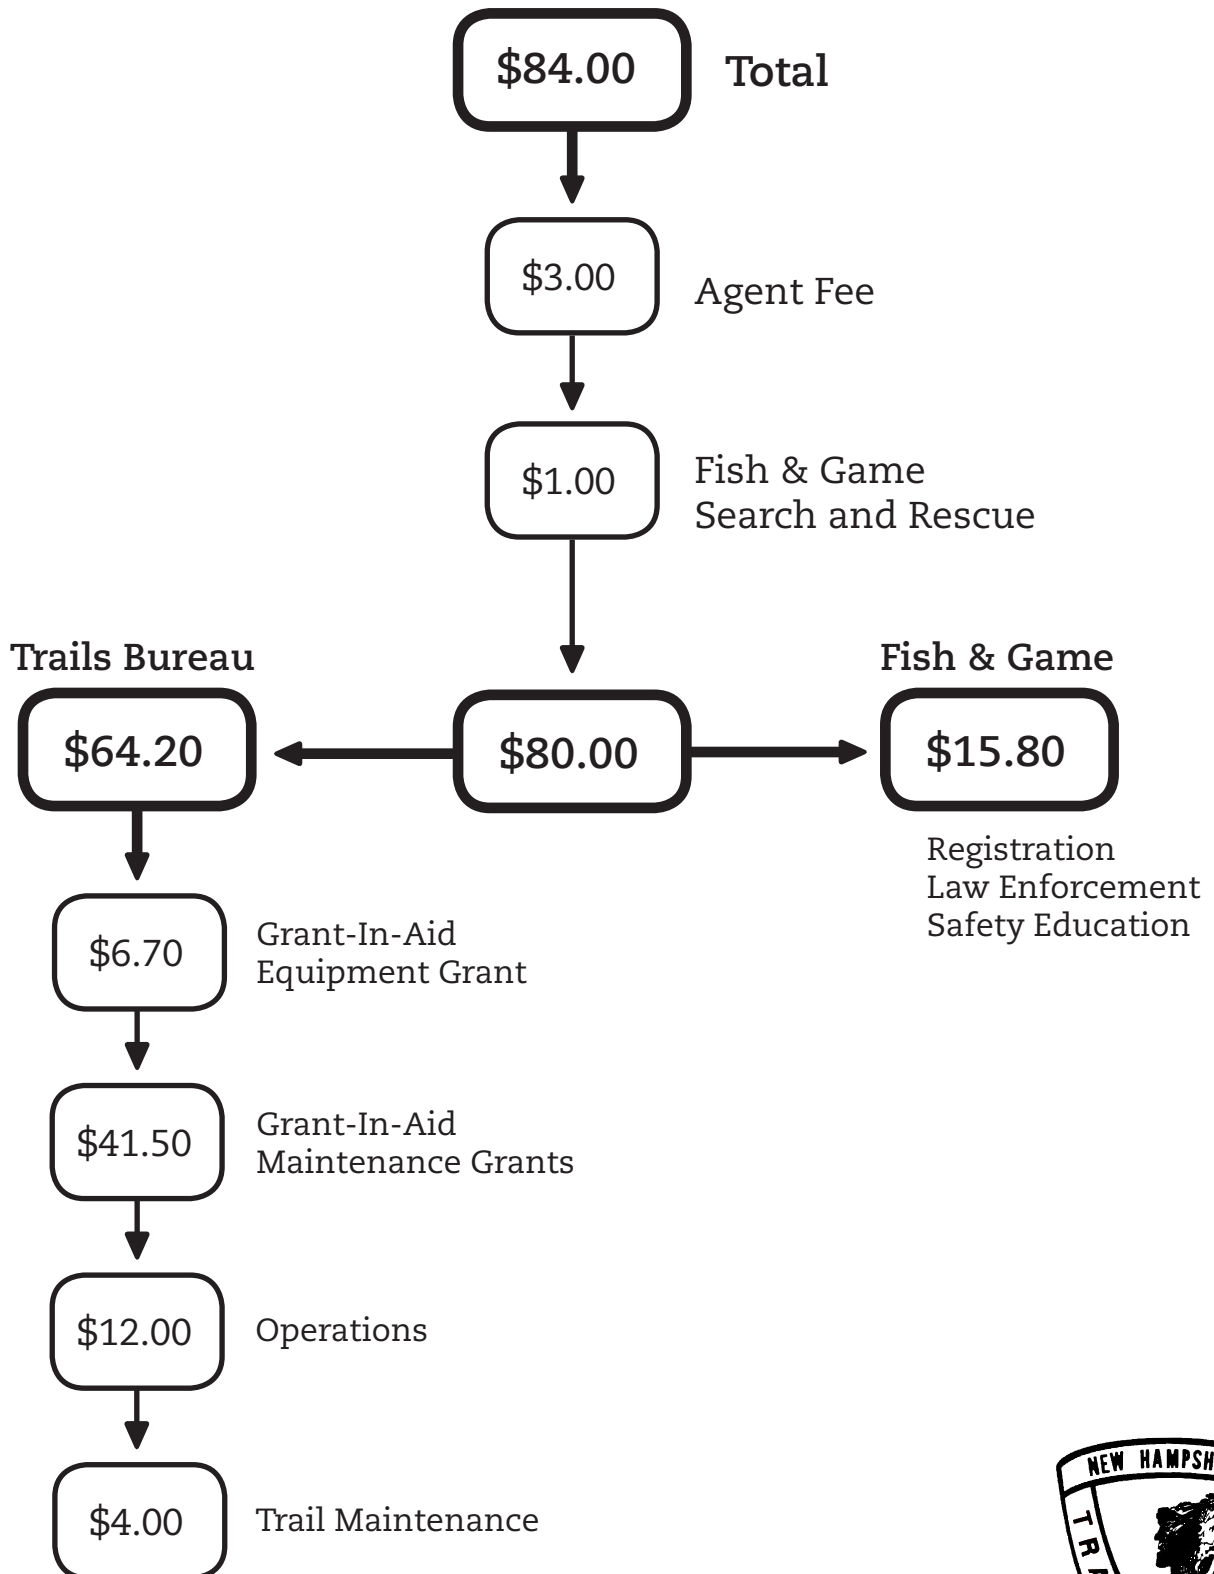 $84.00 Total
$3.00 Agent Fee
$1.00
Fish & Game
Search and Rescue
Trails Bureau
Fish & Game
$64.20
$80.00
$15.80
Registration
Law Enforcement
Safety Education
$6.70
Grant-In-Aid
Equipment Grant
$41.50
Grant-In-Aid
Maintenance Grants
$12.00 Operations
$4.00 Trail Maintenance
NEW